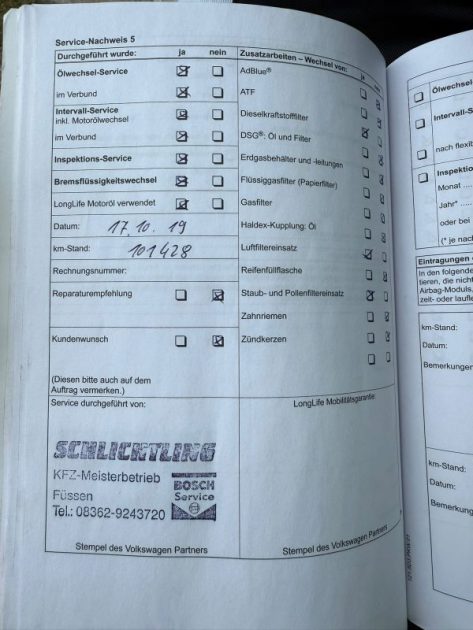 Service-Nachweis 5
Durchgeführt wurde: ja nein
Ölwechsel-Service
im Verbund
Intervall-Service
inkl. Motorölwechsel
im Verbund
Inspektions-Service
Bremsflüssigkeitswechsel
LongLife Motoröl verwendet
Datum: 17.10.19
km-Stand: 101428
Rechnungsnummer:
Reparaturempfehlung
Kundenwunsch
(Diesen bitte auch auf dem
Auftrag vermerken.)
Service durchgeführt von:
SCHLICHTLING
KFZ-Meisterbetrieb
Füssen
Tel.: 08362-9243720
BOSCH
Service
Stempel des Volkswagen Partners
Zusatzarbeiten – Wechsel von: ja
AdBlue®
ATF
Dieselkraftstofffilter
DSG®: Öl und Filter
Erdgasbehälter und -leitungen
Flüssiggasfilter (Papierfilter)
Gasfilter
Haldex-Kupplung: Öl
Luftfiltereinsatz
Reifenfüllflasche
Staub- und Pollenfiltereinsatz
Zahnriemen
Zündkerzen
LongLife Mobilitätsgarantie:
Stempel des Volkswagen Partners
Ölwechsel
Intervall-Ser
nach flexit
Inspektion
Monat ....
Jahr* ....
oder bei
(* je nach
Eintragungen
In den folgende
tieren, die nicht
Airbag-Moduls,
zeit- oder laufle
km-Stand:
Datum:
Bemerkungen
km-Stand:
Datum:
Bemerkung